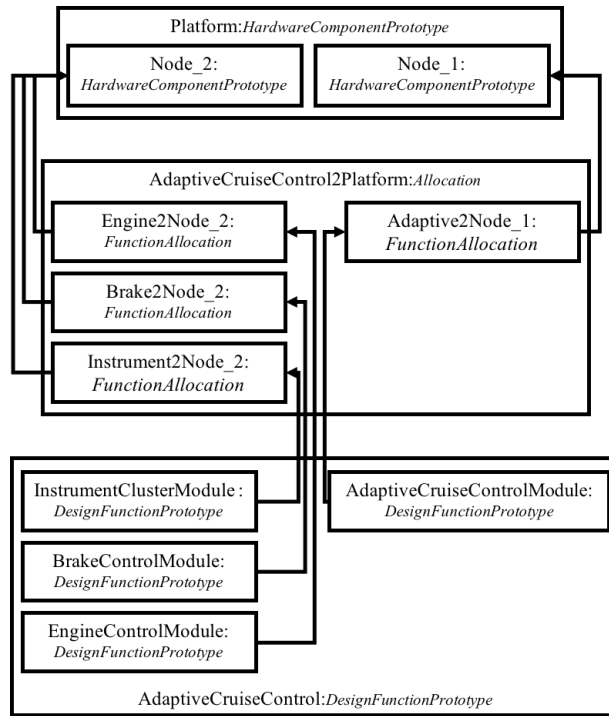 Platform:HardwareComponentPrototype
Node_2:
HardwareComponentPrototype
Node_1:
HardwareComponentPrototype
AdaptiveCruiseControl2Platform:Allocation
Engine2Node_2:
FunctionAllocation
Adaptive2Node_1:
FunctionAllocation
Brake2Node_2:
FunctionAllocation
Instrument2Node_2:
FunctionAllocation
InstrumentClusterModule:
DesignFunctionPrototype
AdaptiveCruiseControlModule:
DesignFunctionPrototype
BrakeControlModule:
DesignFunctionPrototype
EngineControlModule:
DesignFunctionPrototype
AdaptiveCruiseControl:DesignFunctionPrototype